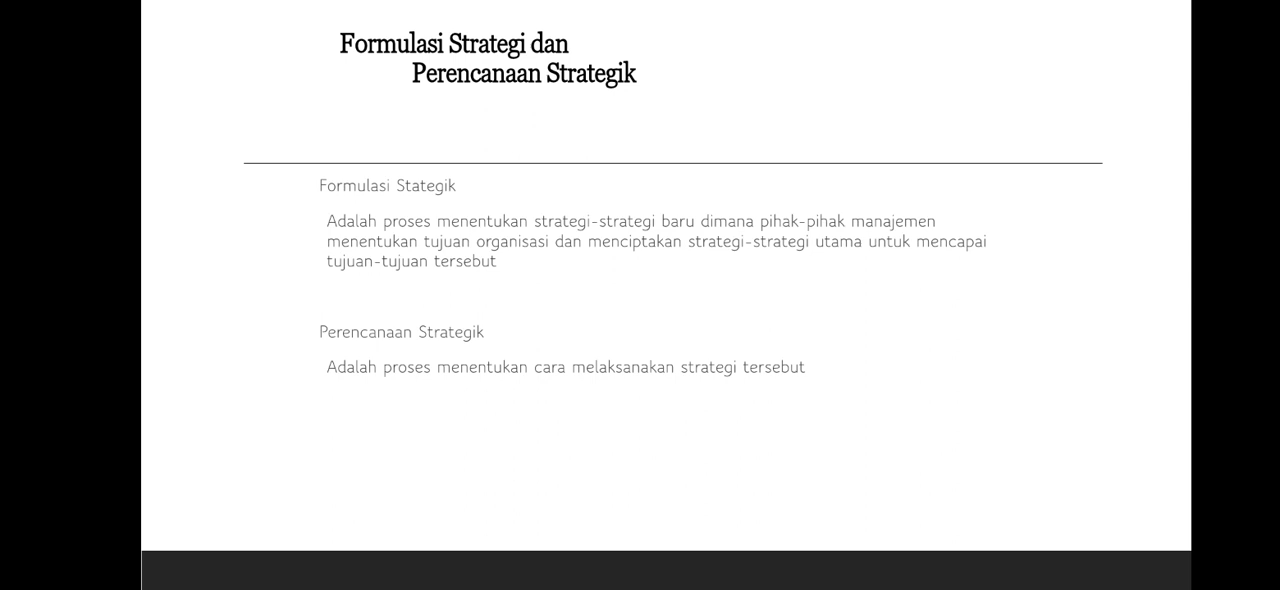 Formulasi Strategi dan
Perencanaan Strategik
Formulasi Stategik
Adalah proses menentukan strategi-strategi baru dimana pihak-pihak manajemen
menentukan tujuan organisasi dan menciptakan strategi-strategi utama untuk mencapai
tujuan-tujuan tersebut
Perencanaan Strategik
Adalah proses menentukan cara melaksanakan strategi tersebut